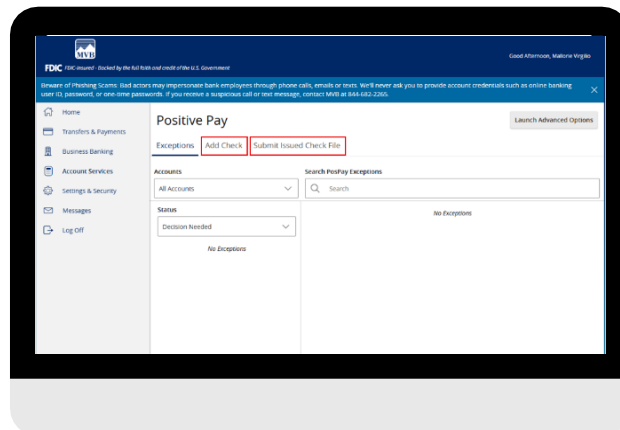 MVB
Good Afternoon, Mallorie Virgilio
FDIC FDIC-Insured - Backed by the full faith and credit of the U.S. Government
Beware of Phishing Scams: Bad actors may impersonate bank employees through phone calls, emails or texts. We'll never ask you to provide account credentials such as online banking
user ID, password, or one-time passwords. If you receive a suspicious call or text message, contact MVB at 844-682-2265.
Home
Transfers & Payments
Business Banking
Account Services
Settings & Security
Messages
Log Off
Positive Pay
Launch Advanced Options
Exceptions Add Check Submit Issued Check File
Accounts
All Accounts
Search PosPay Exceptions
Search
Status
Decision Needed
No Exceptions
No Exceptions